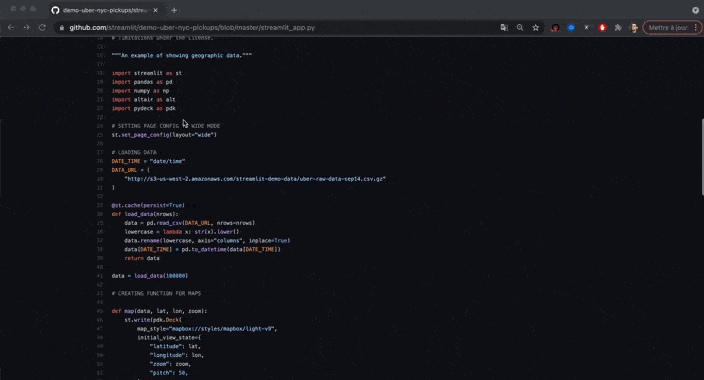 demo-uber-nyc-pickups/stream
github.com/streamlit/demo-uber-nyc-pickups/blob/master/streamlit_app.py
Mettre à jour
# limitations under the License.
"""An example of showing geographic data."""
import streamlit as st
import pandas as pd
import numpy as np
import altair as alt
import pydeck as pdk
# SETTING PAGE CONFIG WIDE MODE
st.set_page_config(layout="wide")
# LOADING DATA
DATE_TIME = "date/time"
DATA_URL = (
"http://s3-us-west-2.amazonaws.com/streamlit-demo-data/uber-raw-data-sep14.csv.gz"
)
@st.cache(persist=True)
def load_data(nrows):
data = pd.read_csv(DATA_URL, nrows=nrows)
lowercase = lambda x: str(x).lower()
data.rename(lowercase, axis="columns", inplace=True)
data[DATE_TIME] = pd.to_datetime(data[DATE_TIME])
return data
data = load_data(100000)
# CREATING FUNCTION FOR MAPS
def map(data, lat, lon, zoom):
st.write(pdk.Deck(
map_style="mapbox://styles/mapbox/light-v9",
initial_view_state={
"latitude": lat,
"longitude": lon,
"zoom": zoom,
"pitch": 50,